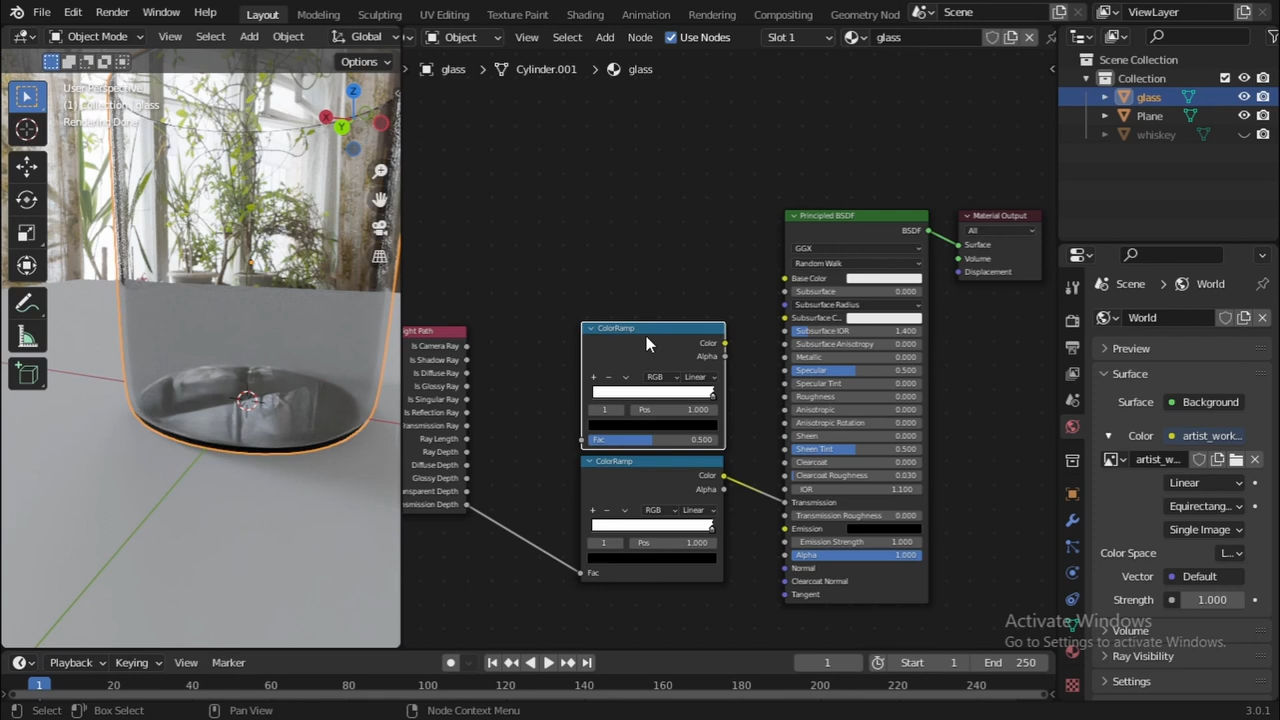 File Edit Render Window Help Layout Modeling Sculpting UV Editing Texture Paint Shading Animation Rendering Compositing Geometry Nod Scene ViewLayer
Object Mode View Select Add Object Global Object View Select Add Node Use Nodes Slot 1 glass
Options
glass Cylinder.001 glass
User Perspective
(1) Collection | glass
Rendering Done
Z
X
Y
Scene Collection
Collection
glass
Plane
whiskey
ight Path
Is Camera Ray
Is Shadow Ray
Is Diffuse Ray
Is Glossy Ray
Is Singular Ray
Is Reflection Ray
ansmission Ray
Ray Length
Ray Depth
Diffuse Depth
Glossy Depth
nsparent Depth
smission Depth
ColorRamp
Color
Alpha
RGB Linear
1 Pos 1.000
Fac 0.500
ColorRamp
Color
Alpha
RGB Linear
1 Pos 1.000
Fac
Principled BSDF
BSDF
GGX
Random Walk
Base Color
Subsurface 0.000
Subsurface Radius
Subsurface C...
Subsurface IOR 1.400
Subsurface Anisotropy 0.000
Metallic 0.000
Specular 0.500
Specular Tint 0.000
Roughness 0.000
Anisotropic 0.000
Anisotropic Rotation 0.000
Sheen 0.000
Sheen Tint 0.500
Clearcoat 0.000
Clearcoat Roughness 0.030
IOR 1.100
Transmission
Transmission Roughness 0.000
Emission
Emission Strength 1.000
Alpha 1.000
Normal
Clearcoat Normal
Tangent
Material Output
All
Surface
Volume
Displacement
Scene World
World
Preview
Surface
Surface Background
Color artist_work...
artist_w...
Linear
Equirectang...
Single Image
Color Space L...
Vector Default
Strength 1.000
Volume
Ray Visibility
Settings
Activate Windows
Go to Settings to activate Windows.
Playback Keying View Marker 1 Start 1 End 250
1 20 40 60 80 100 120 140 160 180 200 220 240
Select Box Select Pan View Node Context Menu 3.0.1